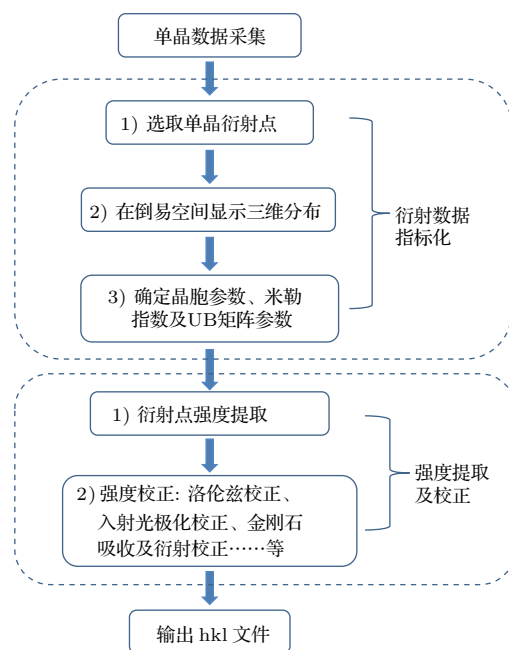 单晶数据采集
1) 选取单晶衍射点
2) 在倒易空间显示三维分布
3) 确定晶胞参数、米勒
指数及UB矩阵参数
衍射数据
指标化
1) 衍射点强度提取
2) 强度校正: 洛伦兹校正、
入射光极化校正、金刚石
吸收及衍射校正……等
强度提取
及校正
输出 hkl 文件